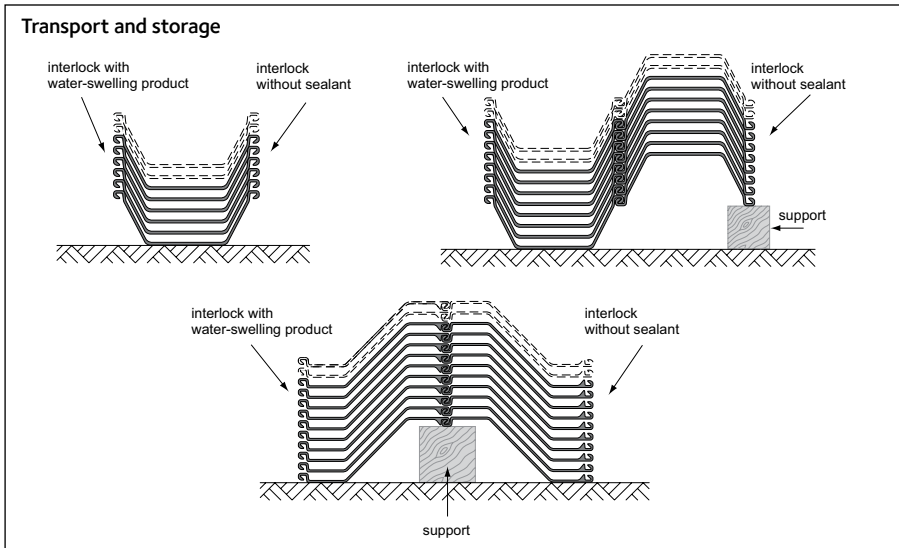 Transport and storage
interlock with
water-swelling product
interlock
without sealant
interlock with
water-swelling product
interlock
without sealant
support
interlock with
water-swelling product
interlock
without sealant
support